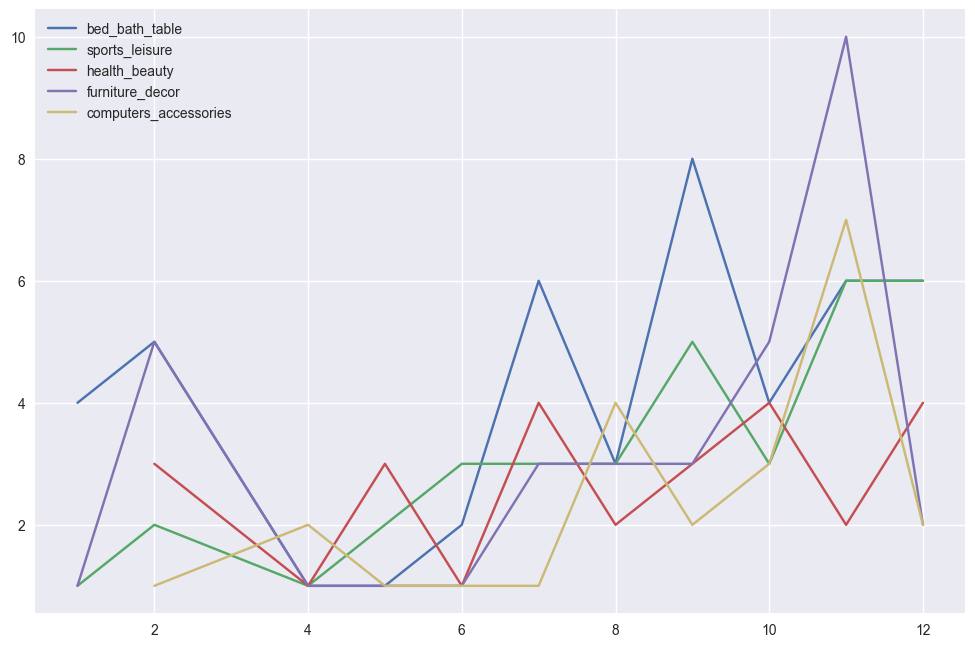 bed_bath_table
sports_leisure
health_beauty
furniture_decor
computers_accessories
10
8
6
4
2
2 4 6 8 10 12